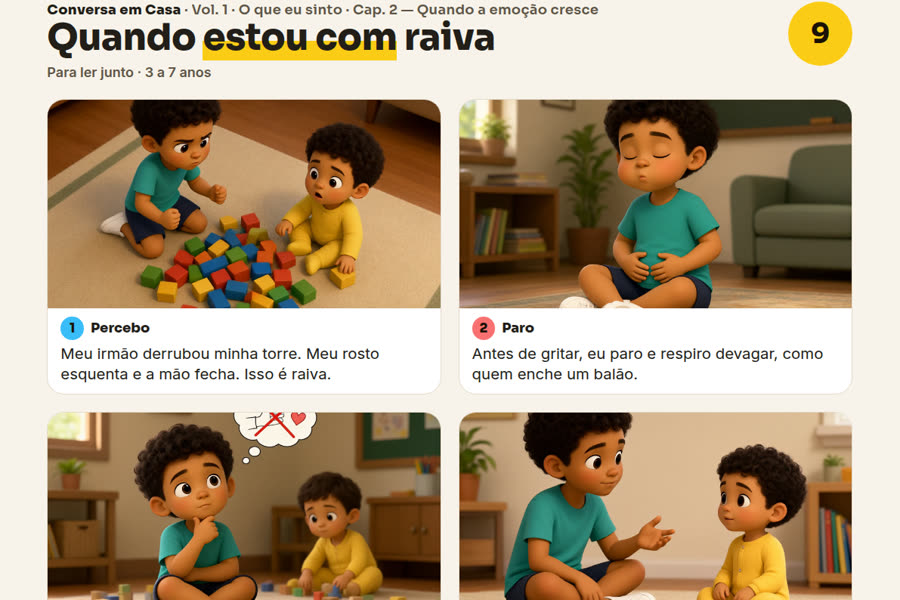 Conversa em Casa · Vol. 1 · O que eu sinto · Cap. 2 — Quando a emoção cresce
Quando estou com raiva
9
Para ler junto · 3 a 7 anos
1 Percebo
Meu irmão derrubou minha torre. Meu rosto
esquenta e a mão fecha. Isso é raiva.
2 Paro
Antes de gritar, eu paro e respiro devagar, como
quem enche um balão.